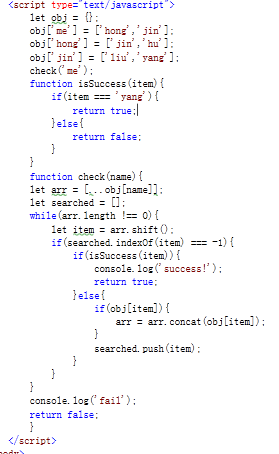 <script type="text/javascript">
let obj = {};
obj['me'] = ['hong','jin'];
obj['hong'] = ['jin','hu'];
obj['jin'] = ['liu','yang'];
check('me');
function isSuccess(item){
if(item === 'yang'){
return true;
}else{
return false;
}
}
function check(name){
let arr = [...obj[name]];
let searched = [];
while(arr.length !== 0){
let item = arr.shift();
if(searched.indexOf(item) === -1){
if(isSuccess(item)){
console.log('success!');
return true;
}else{
if(obj[item]){
arr = arr.concat(obj[item]);
}
searched.push(item);
}
}
}
console.log('fail');
return false;
}
</script>